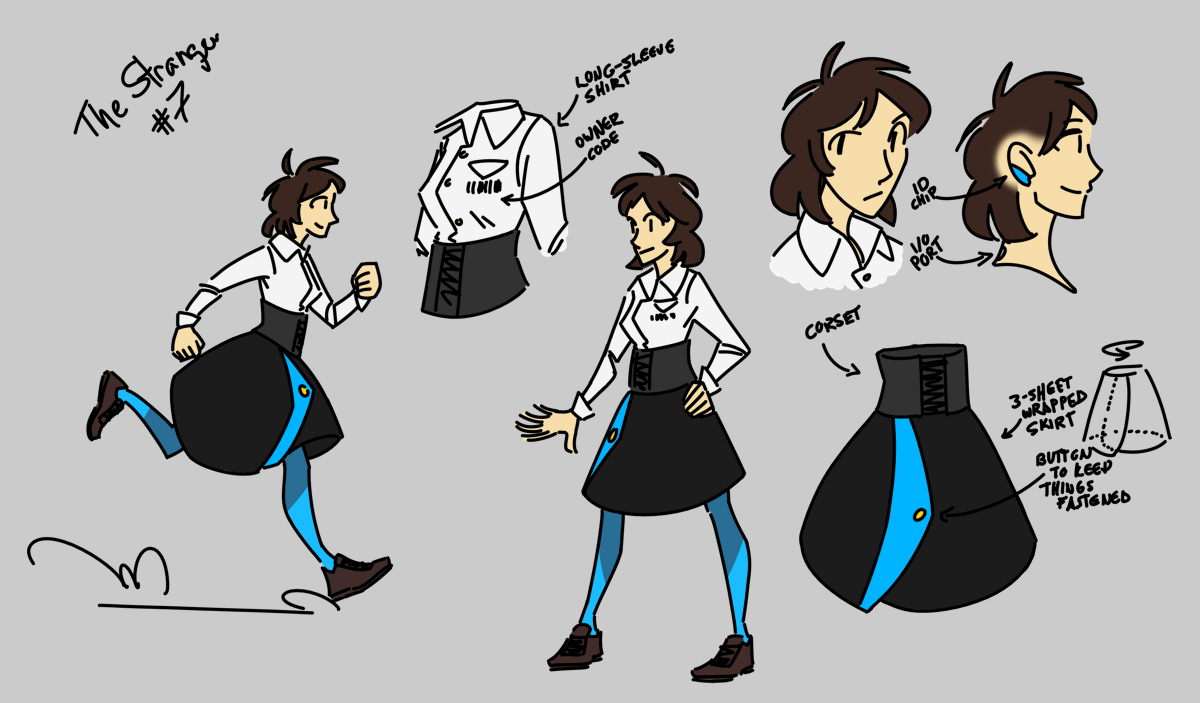 The Stranger
#7
LONG-SLEEVE
SHIRT
OWNER
CODE
ID
CHIP
I/O
PORT
CORSET
3-SHEET
WRAPPED
SKIRT
BUTTON
TO KEEP
THINGS
FASTENED